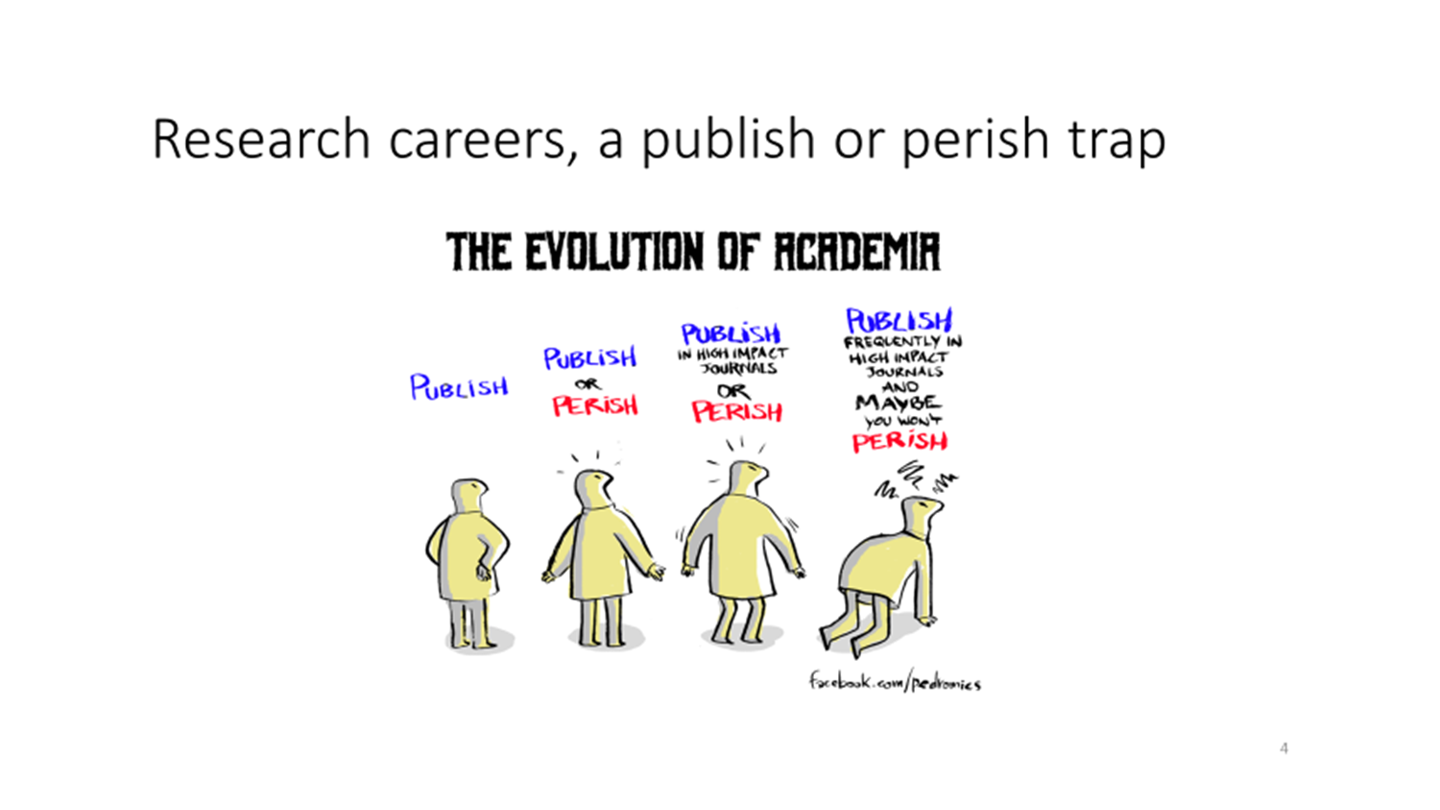 Research careers, a publish or perish trap
THE EVOLUTION OF ACADEMIA
PUBLISH
PUBLISH
OR
PERISH
PUBLISH
IN HIGH IMPACT
JOURNALS
OR
PERISH
PUBLISH
FREQUENTLY IN
HIGH IMPACT
JOURNALS
AND
MAYBE
YOU WON'T
PERISH
facebook.com/pedromics
4